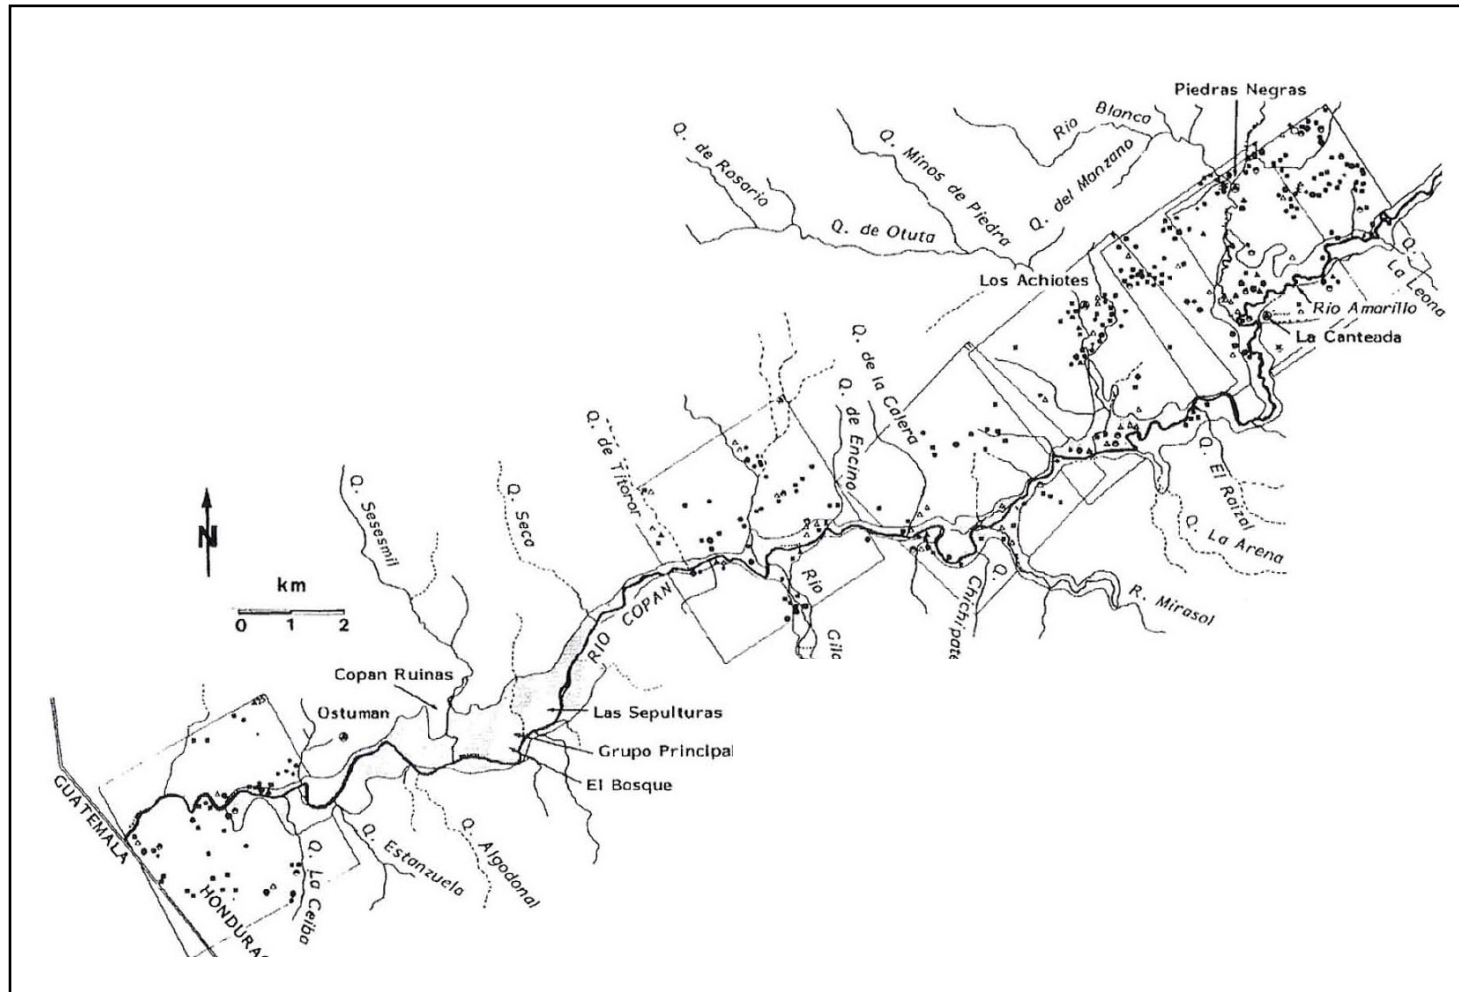 Piedras Negras
Rio Blanco
Q. Minos de Piedra
Q. de Rosario
Q. del Manzano
Q. de Otuta
Los Achiotes
Q. La Leona
Rio Amarillo
La Canteada
Q. de la Calera
Q. de Encino
Q. de Titoror
Q. Seca
Q. Sesesmil
Q. El Raizal
Q. La Arena
N
km
0 1 2
RIO COPAN
Rio Gila
Q. Chichipate
R. Mirasol
Copan Ruinas
Ostuman
Las Sepulturas
Grupo Principal
El Bosque
GUATEMALA
HONDURAS
Q. La Ceiba
Q. Estanzuela
Q. Algodonal